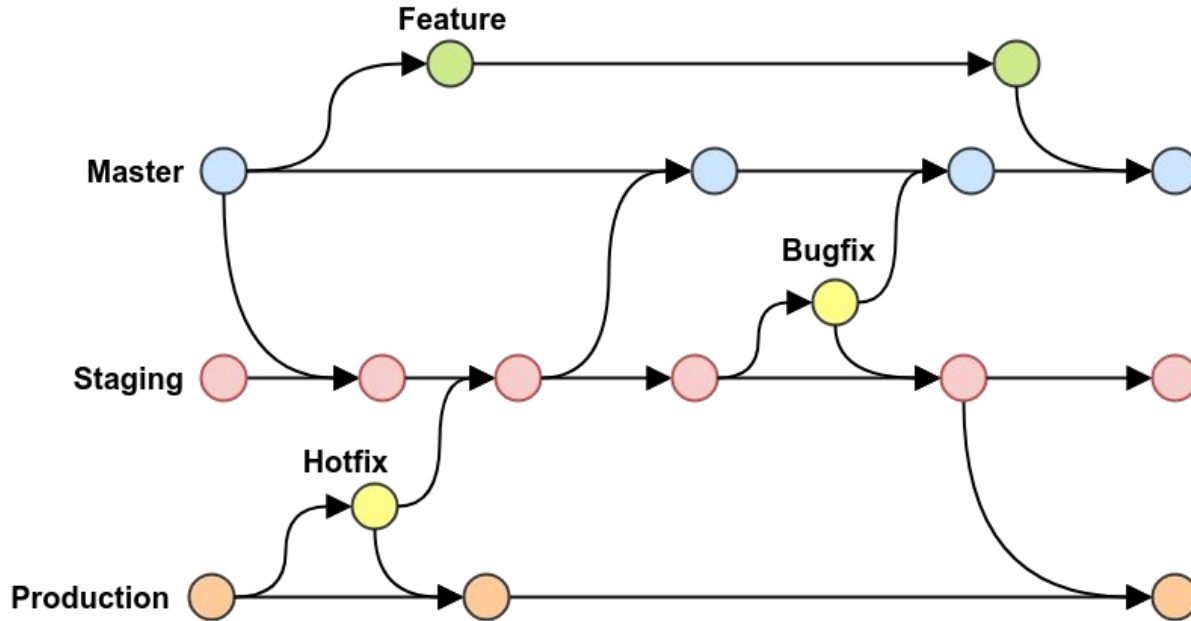 Feature
Master
Bugfix
Staging
Hotfix
Production